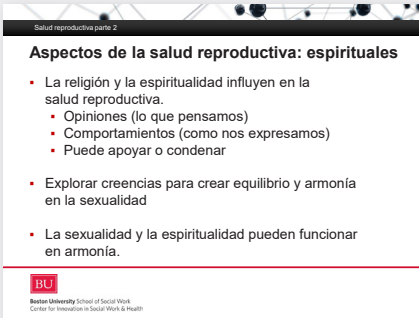 Salud reproductiva parte 2
Aspectos de la salud reproductiva: espirituales
▪ La religión y la espiritualidad influyen en la
salud reproductiva.
▪ Opiniones (lo que pensamos)
▪ Comportamientos (como nos expresamos)
▪ Puede apoyar o condenar
▪ Explorar creencias para crear equilibrio y armonía
en la sexualidad
▪ La sexualidad y la espiritualidad pueden funcionar
en armonía.
BU
Boston University School of Social Work
Center for Innovation in Social Work & Health